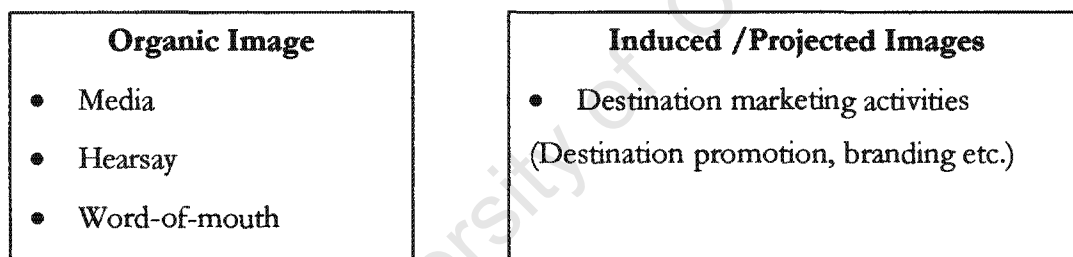 Organic Image
• Media
• Hearsay
• Word-of-mouth
Induced /Projected Images
• Destination marketing activities
(Destination promotion, branding etc.)